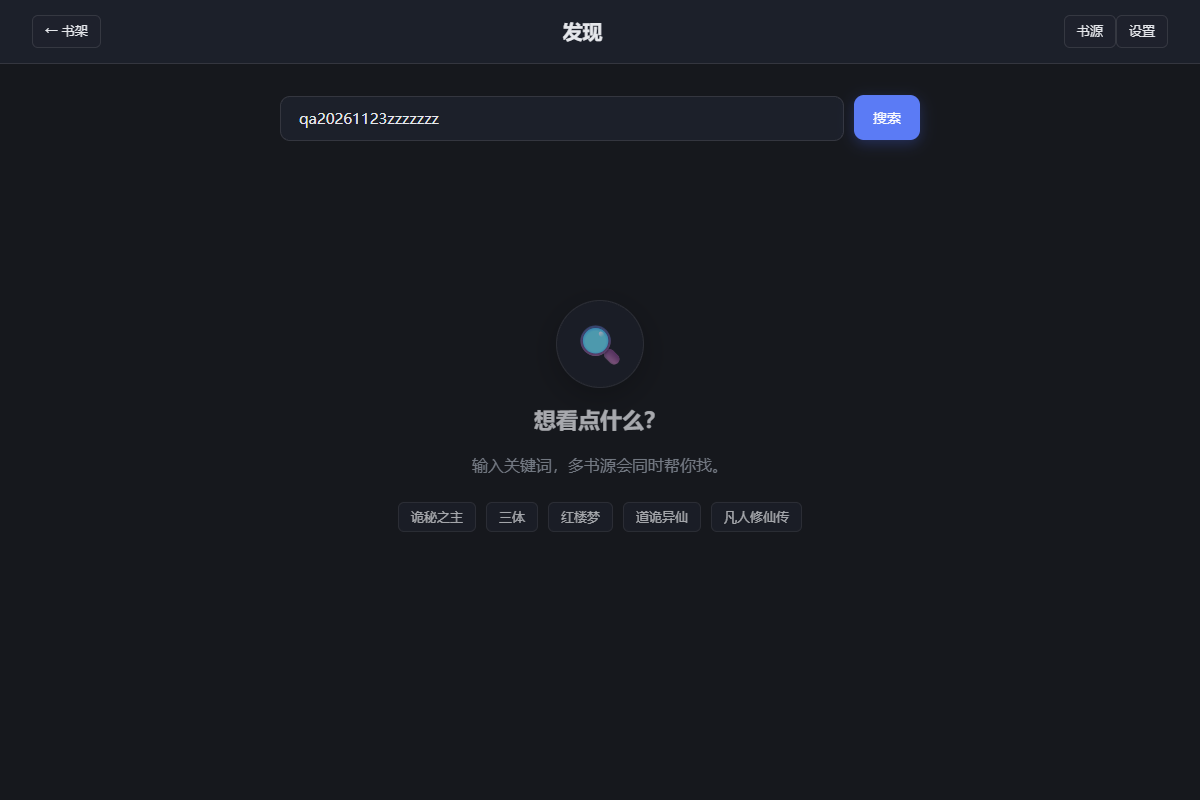 ← 书架
发现
书源
设置
qa20261123zzzzzzz
搜索
想看点什么?
输入关键词，多书源会同时帮你找。
诡秘之主
三体
红楼梦
道诡异仙
凡人修仙传